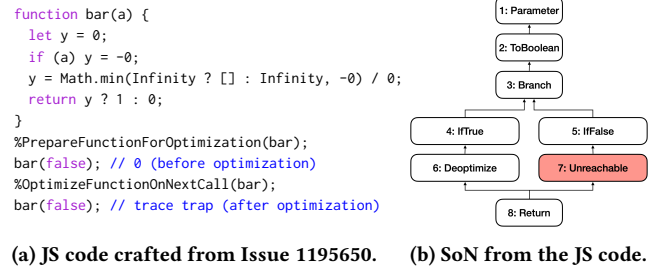 function bar(a) {
let y = 0;
if (a) y = -0;
y = Math.min(Infinity ? [] : Infinity, -0) / 0;
return y ? 1 : 0;
}
%PrepareFunctionForOptimization(bar);
bar(false); // 0 (before optimization)
%OptimizeFunctionOnNextCall(bar);
bar(false); // trace trap (after optimization)
(a) JS code crafted from Issue 1195650.
1: Parameter
2: ToBoolean
3: Branch
4: IfTrue
5: IfFalse
6: Deoptimize
7: Unreachable
8: Return
(b) SoN from the JS code.